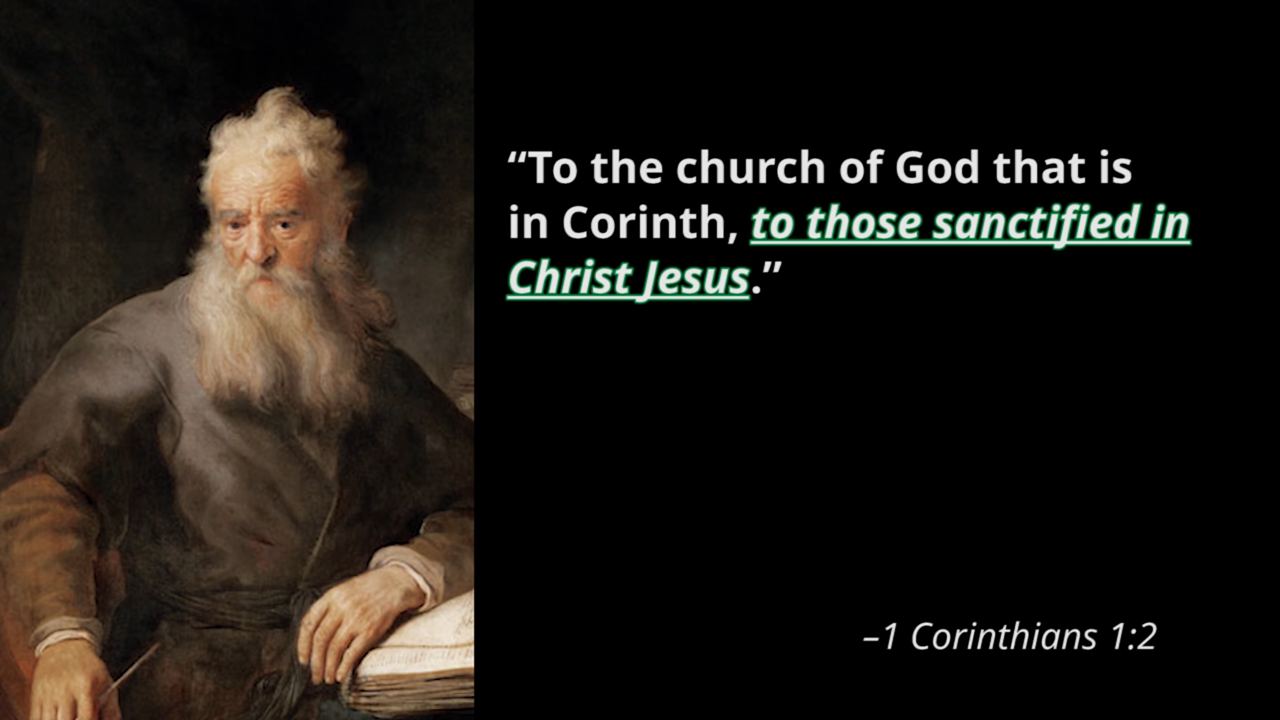 “To the church of God that is
in Corinth, to those sanctified in
Christ Jesus.”
–1 Corinthians 1:2